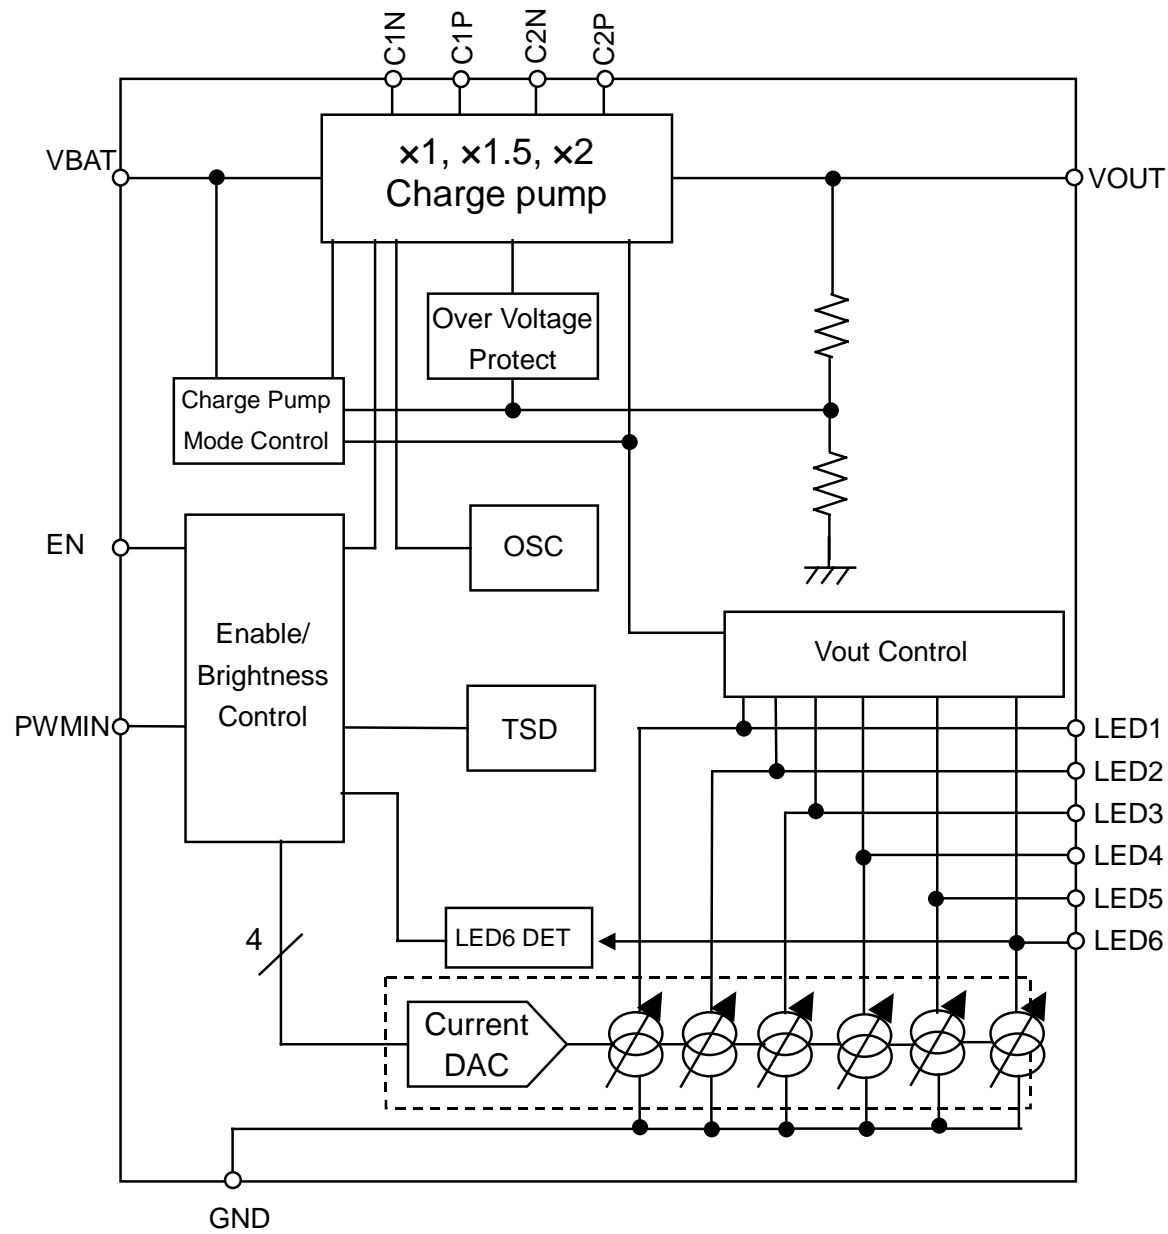 C1N
C1P
C2N
C2P
×1, ×1.5, ×2
Charge pump
VBAT
VOUT
Over Voltage
Protect
Charge Pump
Mode Control
EN
OSC
Enable/
Brightness
Control
Vout Control
PWMIN
TSD
LED1
LED2
LED3
LED4
LED5
LED6
4
LED6 DET
Current
DAC
GND